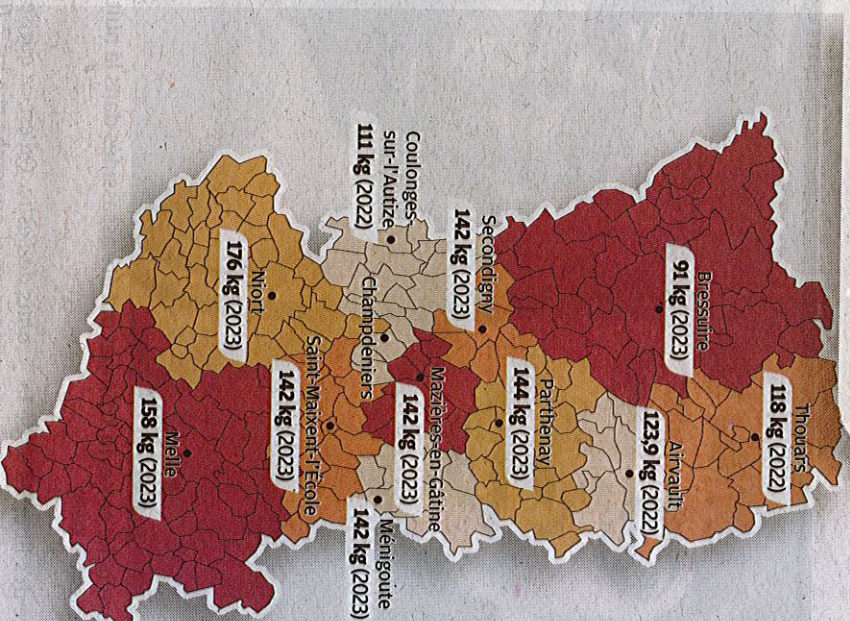 Thouars
118 kg (2022)
Bressuire
91 kg (2023)
Airvault
123,9 kg (2022)
Parthenay
144 kg (2023)
Secondigny
142 kg (2023)
Mazières-en-Gâtine
142 kg (2023)
Ménigoute
142 kg (2023)
Coulonges-
sur-l'Autize
111 kg (2022)
Champdeniers
Saint-Maixent-l'École
142 kg (2023)
Niort
176 kg (2023)
Melle
158 kg (2023)